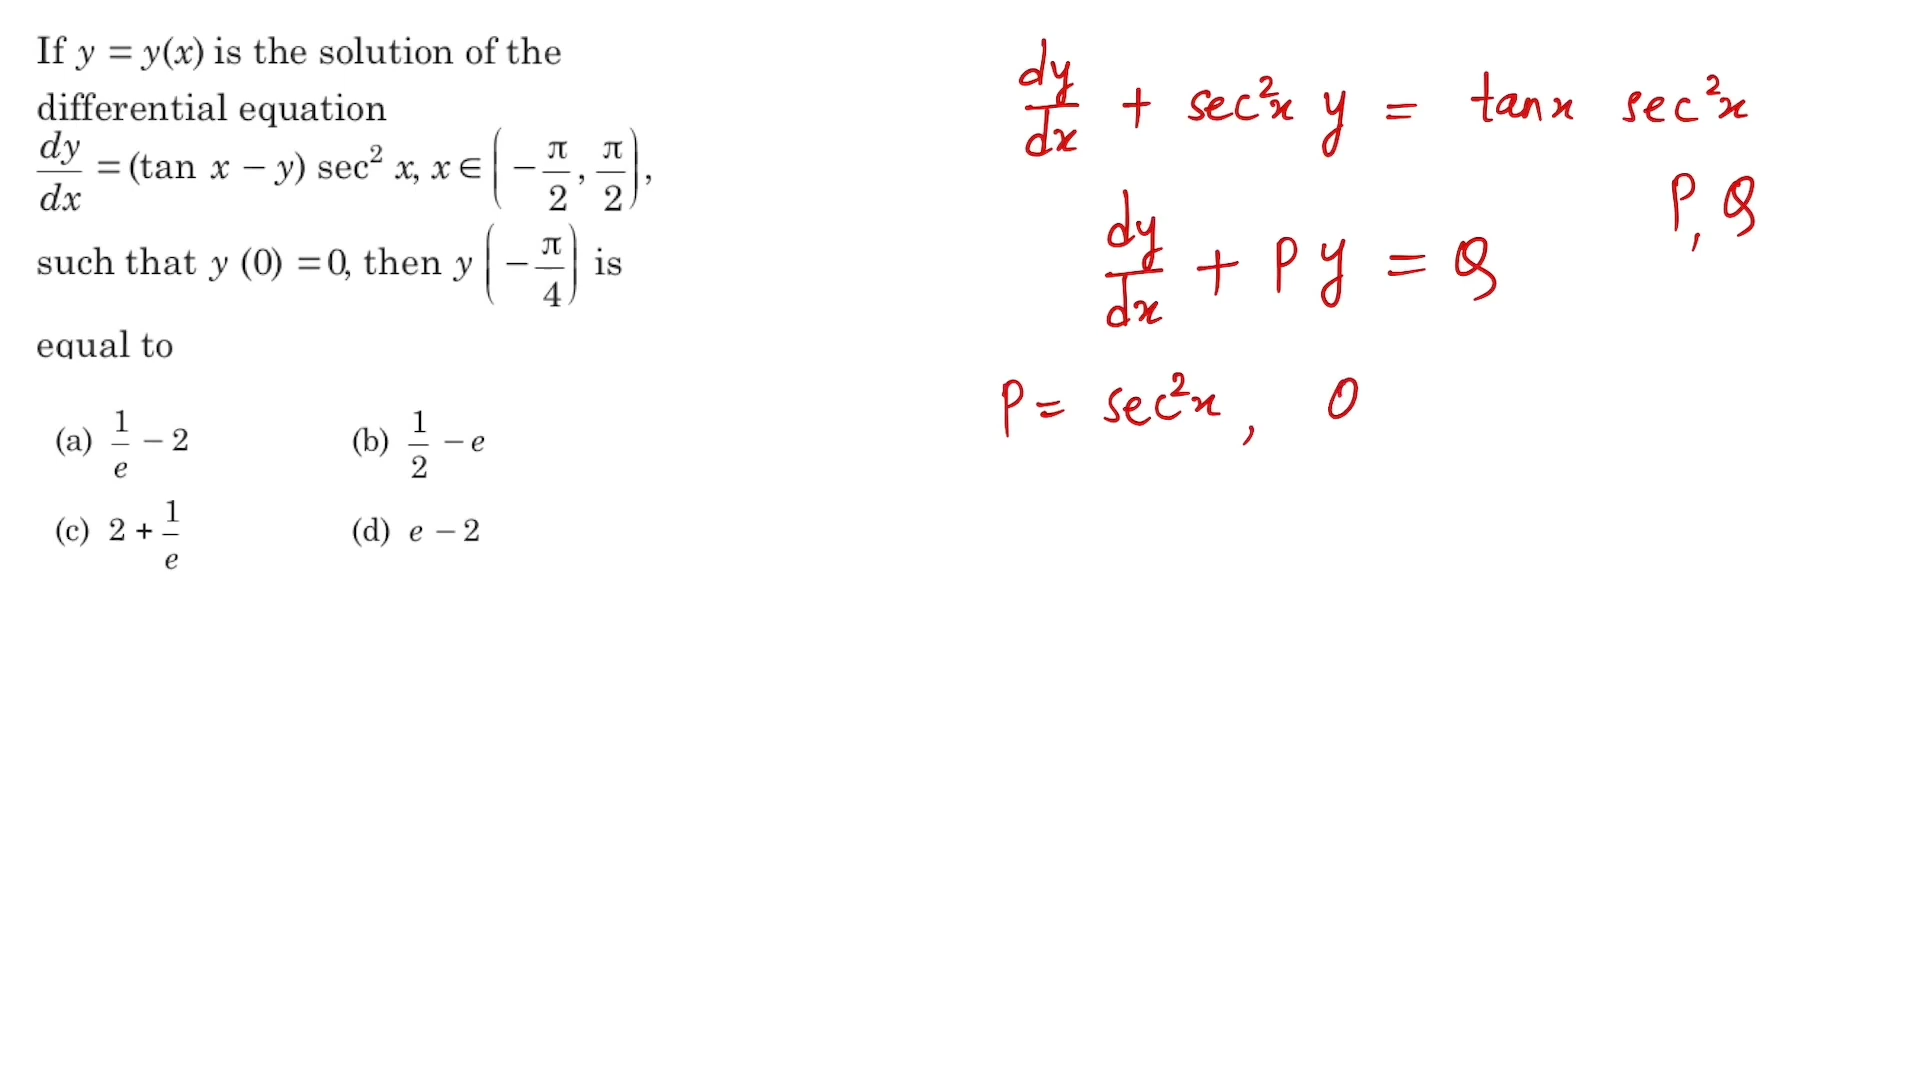 If y = y(x) is the solution of the
differential equation
dy/dx = (tan x − y) sec² x, x ∈ (−π/2, π/2),
such that y (0) = 0, then y (−π/4) is
equal to
(a) 1/e − 2 (b) 1/2 − e
(c) 2 + 1/e (d) e − 2
dy/dx + sec²x y = tanx sec²x
P, Q
dy/dx + P y = Q
P = sec²x, O